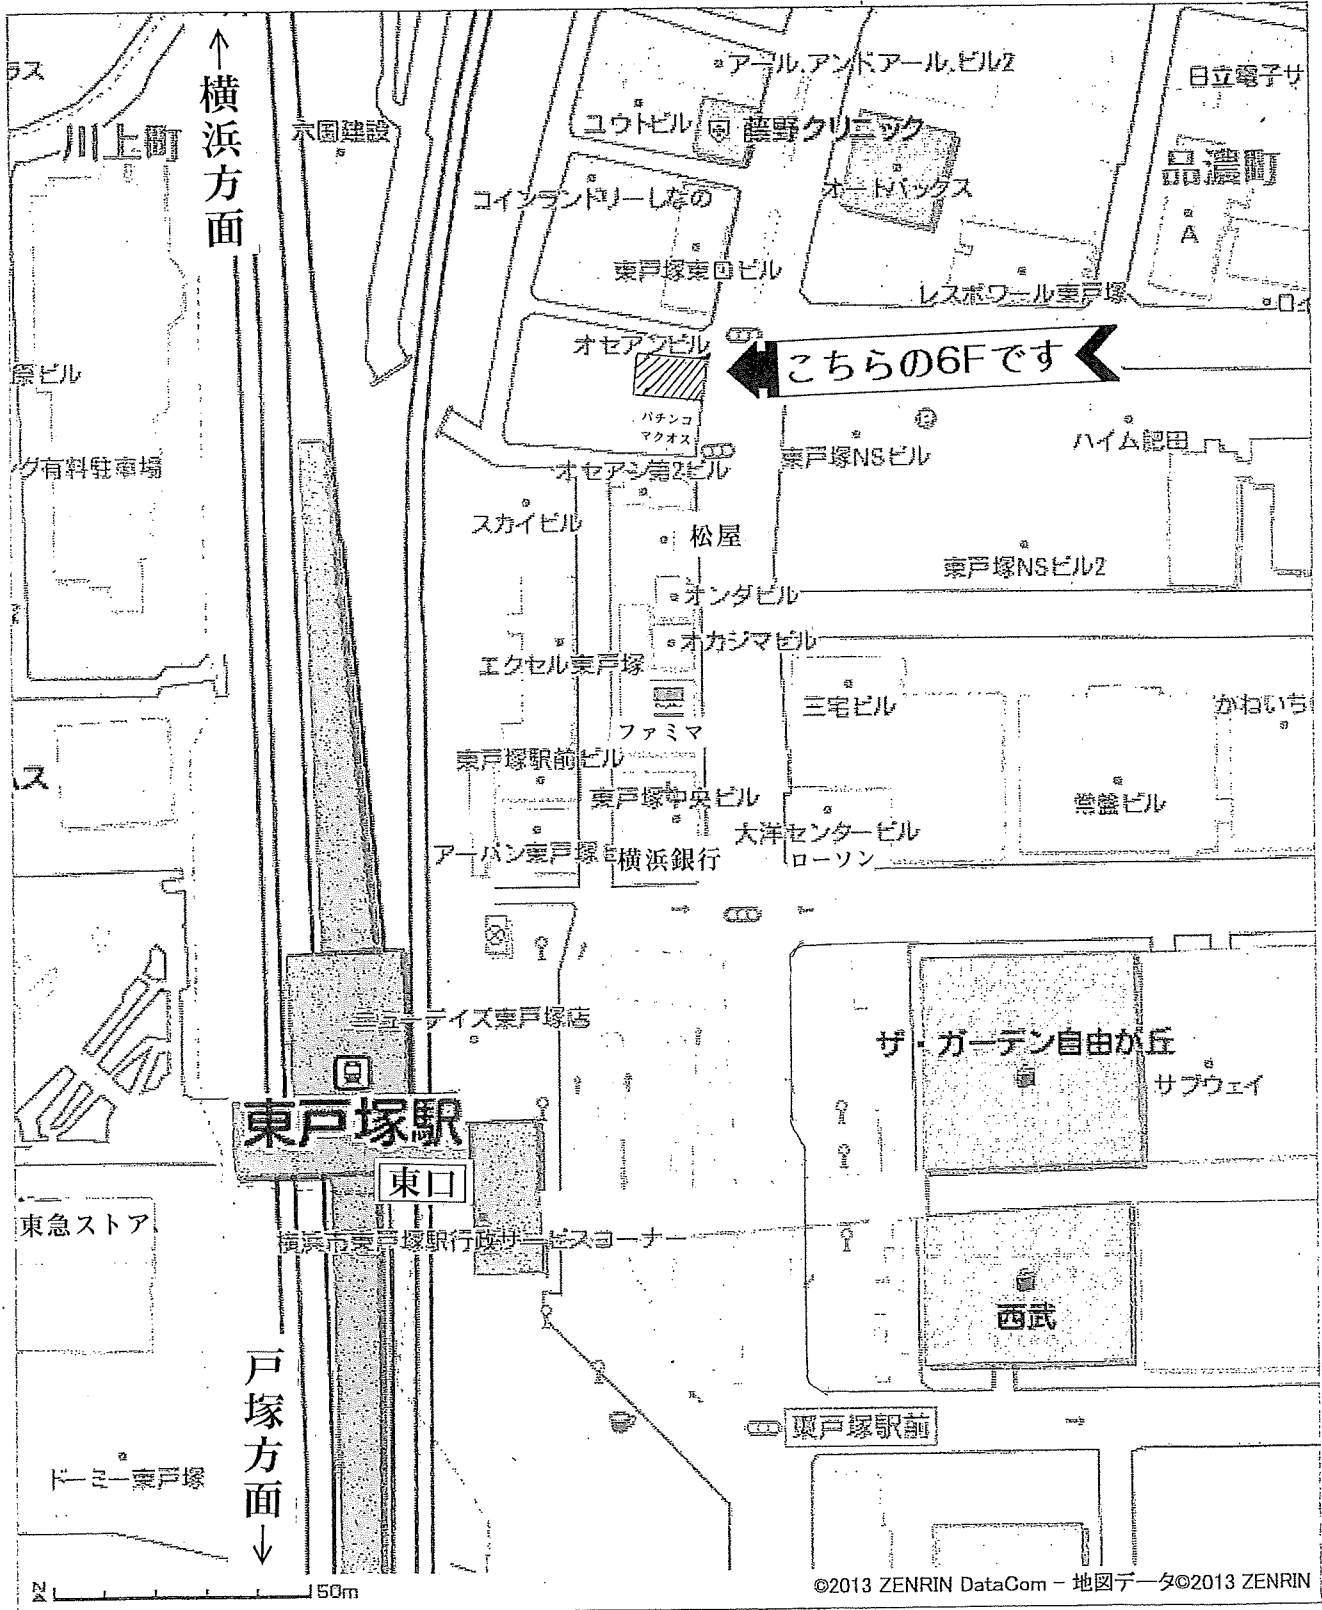 ↑横浜方面
ラス
川上町
六国建設
アール.アンド.アール.ビル2
日立電子サ
ユウトビル
藤野クリニック
品濃町
コインランドリーしなの
オートバックス
A
東戸塚東口ビル
レスポワール東戸塚
ロイ
オセアンビル
こちらの6Fです
原ビル
パチンコ
マクオス
P
東戸塚NSビル
グ有料駐車場
オセアン第2ビル
スカイビル
松屋
東戸塚NSビル2
オンダビル
オカジマビル
エクセル東戸塚
三宅ビル
かねいち
ファミマ
東戸塚駅前ビル
ス
東戸塚中央ビル
常盤ビル
大洋センタービル
アーバン東戸塚ビ
横浜銀行
ローソン
ニューデイズ東戸塚店
ザ・ガーデン自由が丘
サブウェイ
東戸塚駅
東口
東急ストア
横浜市東戸塚駅行政サービスコーナー
西武
戸塚方面↓
東戸塚駅前
ドーミー東戸塚
50m
©2013 ZENRIN DataCom - 地図データ©2013 ZENRIN